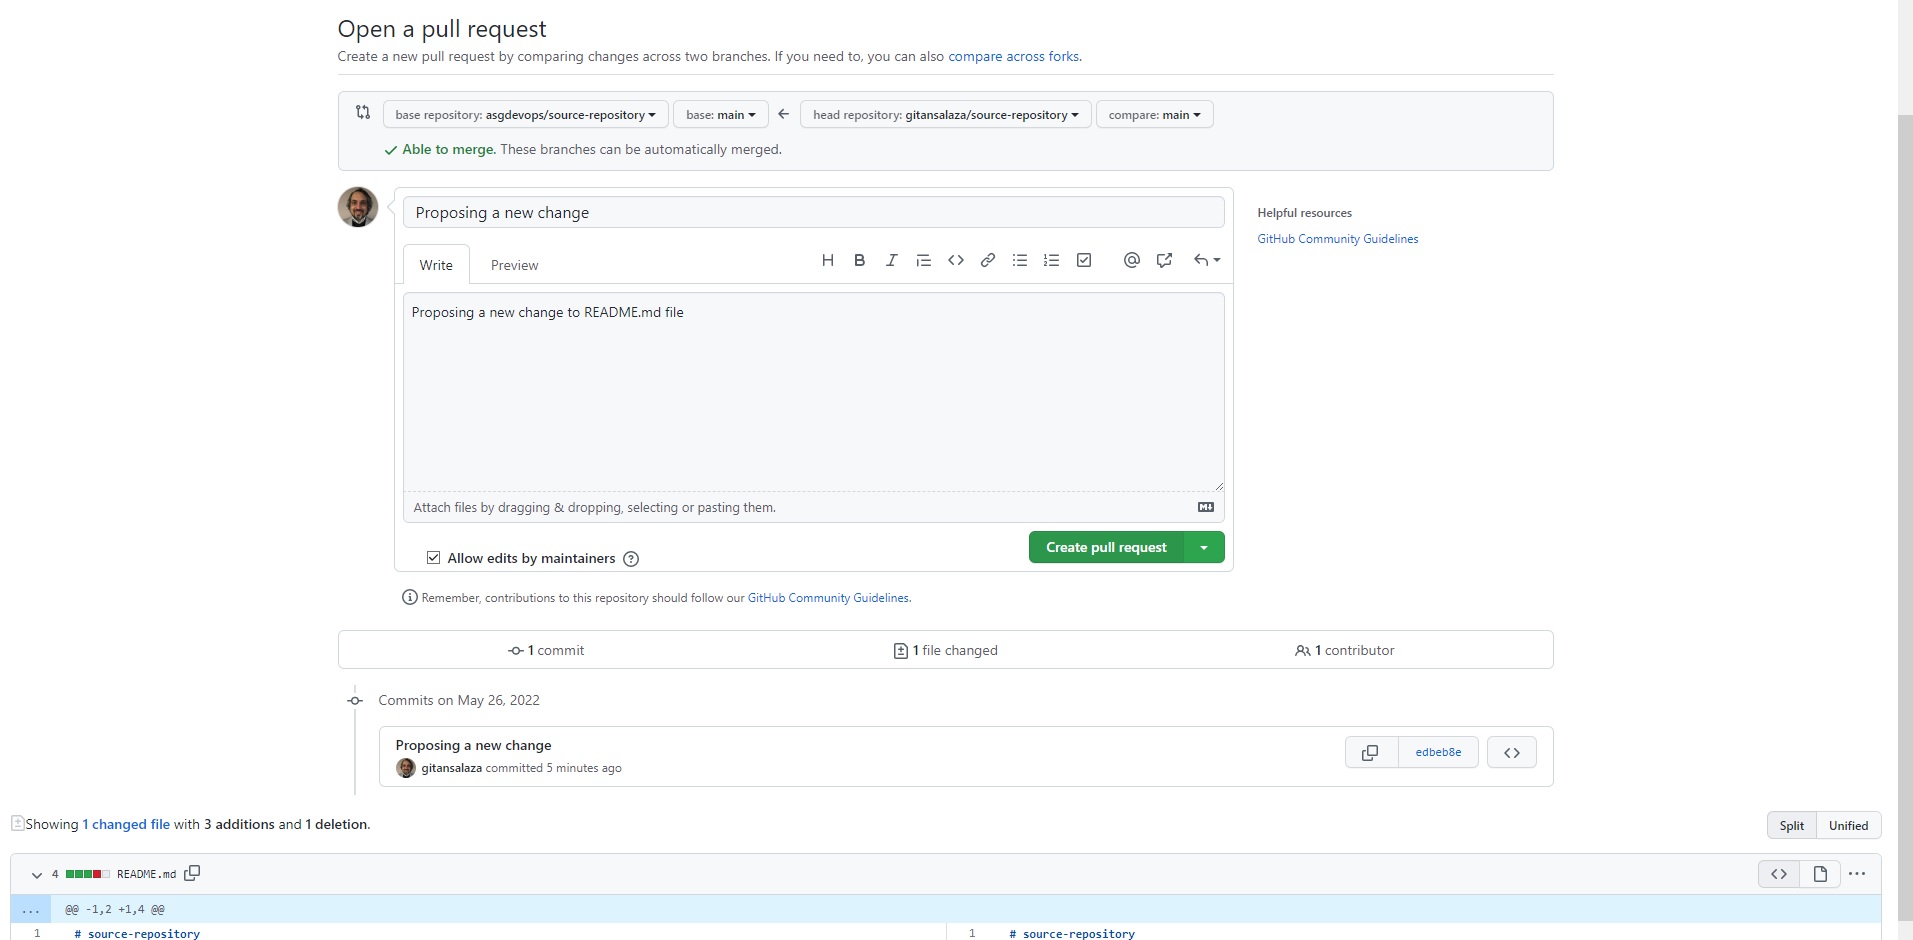 Open a pull request
Create a new pull request by comparing changes across two branches. If you need to, you can also compare across forks.
base repository: asgdevops/source-repository base: main ← head repository: gitansalaza/source-repository compare: main
Able to merge. These branches can be automatically merged.
Proposing a new change
Helpful resources
GitHub Community Guidelines
Write Preview
Proposing a new change to README.md file
Attach files by dragging & dropping, selecting or pasting them.
Allow edits by maintainers
Create pull request
Remember, contributions to this repository should follow our GitHub Community Guidelines.
1 commit 1 file changed 1 contributor
Commits on May 26, 2022
Proposing a new change
gitansalaza committed 5 minutes ago
edbeb8e
Showing 1 changed file with 3 additions and 1 deletion.
Split Unified
4 README.md
... @@ -1,2 +1,4 @@
1 # source-repository 1 # source-repository